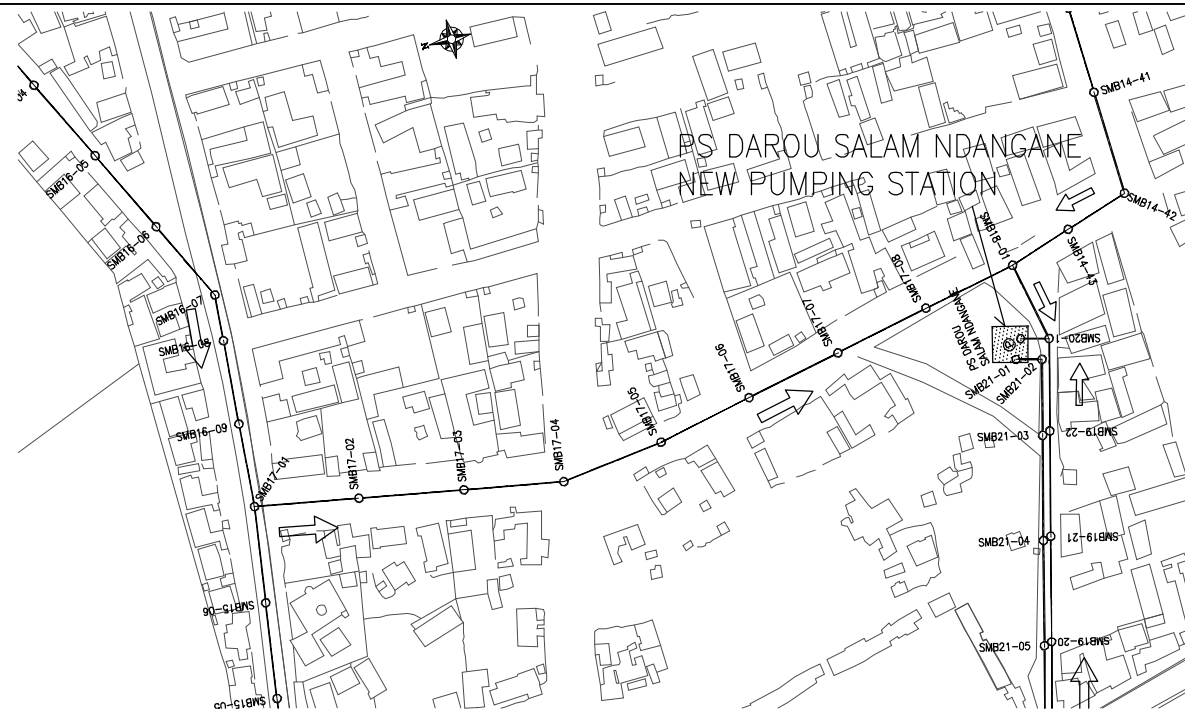 N
J4
SMB14-41
PS DAROU SALAM NDANGANE
NEW PUMPING STATION
SMB16-05
SMB14-42
SMB16-06
SMB18-01
SMB14-43
SMB17-08
SMB16-07
SMB17-07
PS DAROU
SALAM NDANGANE
SMB20-1
SMB16-08
SMB17-06
SMB21-01
SMB21-02
SMB17-05
SMB16-09
SMB17-04
SMB21-03
SMB19-22
SMB17-03
SMB17-02
SMB17-01
SMB21-04
SMB19-21
SMB15-06
SMB21-05
SMB19-20
SMB15-05